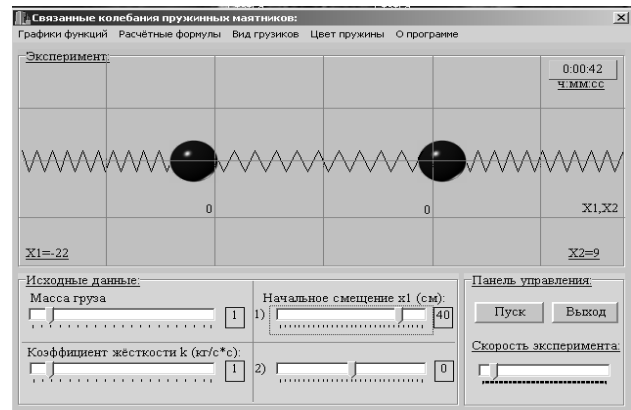 Связанные колебания пружинных маятников:
Графики функций Расчётные формулы Вид грузиков Цвет пружины О программе
Эксперимент:
0:00:42
ч:мм:сс
0 0 X1,X2
X1=-22 X2=9
Исходные данные: Панель управления:
Масса груза Начальное смещение x1 (см):
1 1) 40 Пуск Выход
Коэффициент жёсткости k (кг/с*с): Скорость эксперимента:
1 2) 0